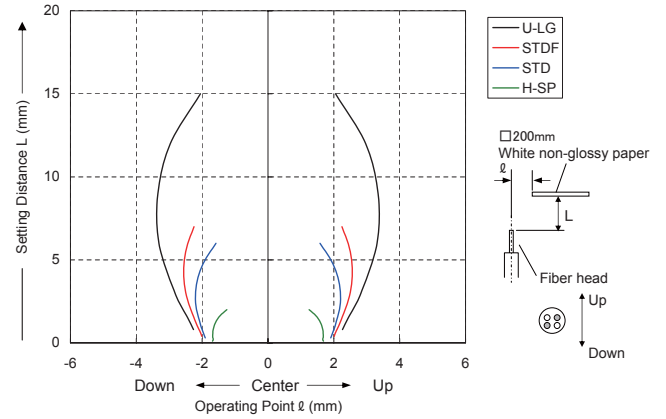 20
15
10
5
0
Setting Distance L (mm)
-6 -4 -2 0 2 4 6
Down Center Up
Operating Point ℓ (mm)
U-LG
STDF
STD
H-SP
□200mm
White non-glossy paper
ℓ
L
Fiber head
Up
Down